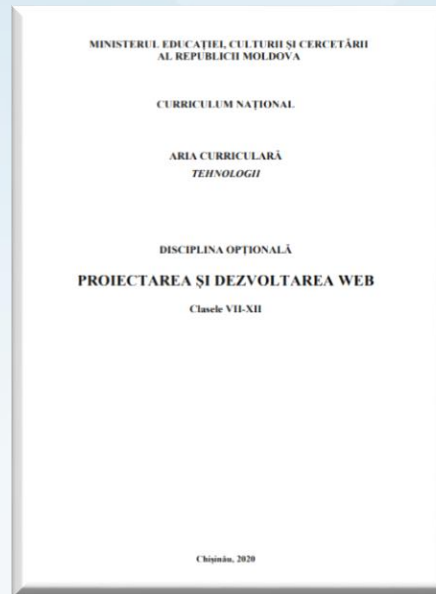 MINISTERUL EDUCAȚIEI, CULTURII ȘI CERCETĂRII
AL REPUBLICII MOLDOVA
CURRICULUM NAȚIONAL
ARIA CURRICULARĂ
TEHNOLOGII
DISCIPLINA OPȚIONALĂ
PROIECTAREA ȘI DEZVOLTAREA WEB
Clasele VII-XII
Chișinău, 2020